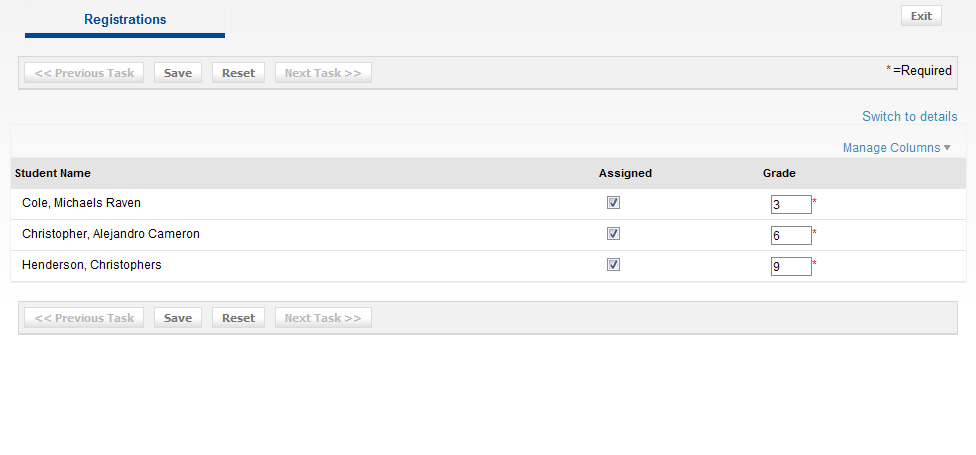 Registrations
Exit
<< Previous Task Save Reset Next Task >> * =Required
Switch to details
Manage Columns ▼
Student Name Assigned Grade
Cole, Michaels Raven 3 *
Christopher, Alejandro Cameron 6 *
Henderson, Christophers 9 *
<< Previous Task Save Reset Next Task >>